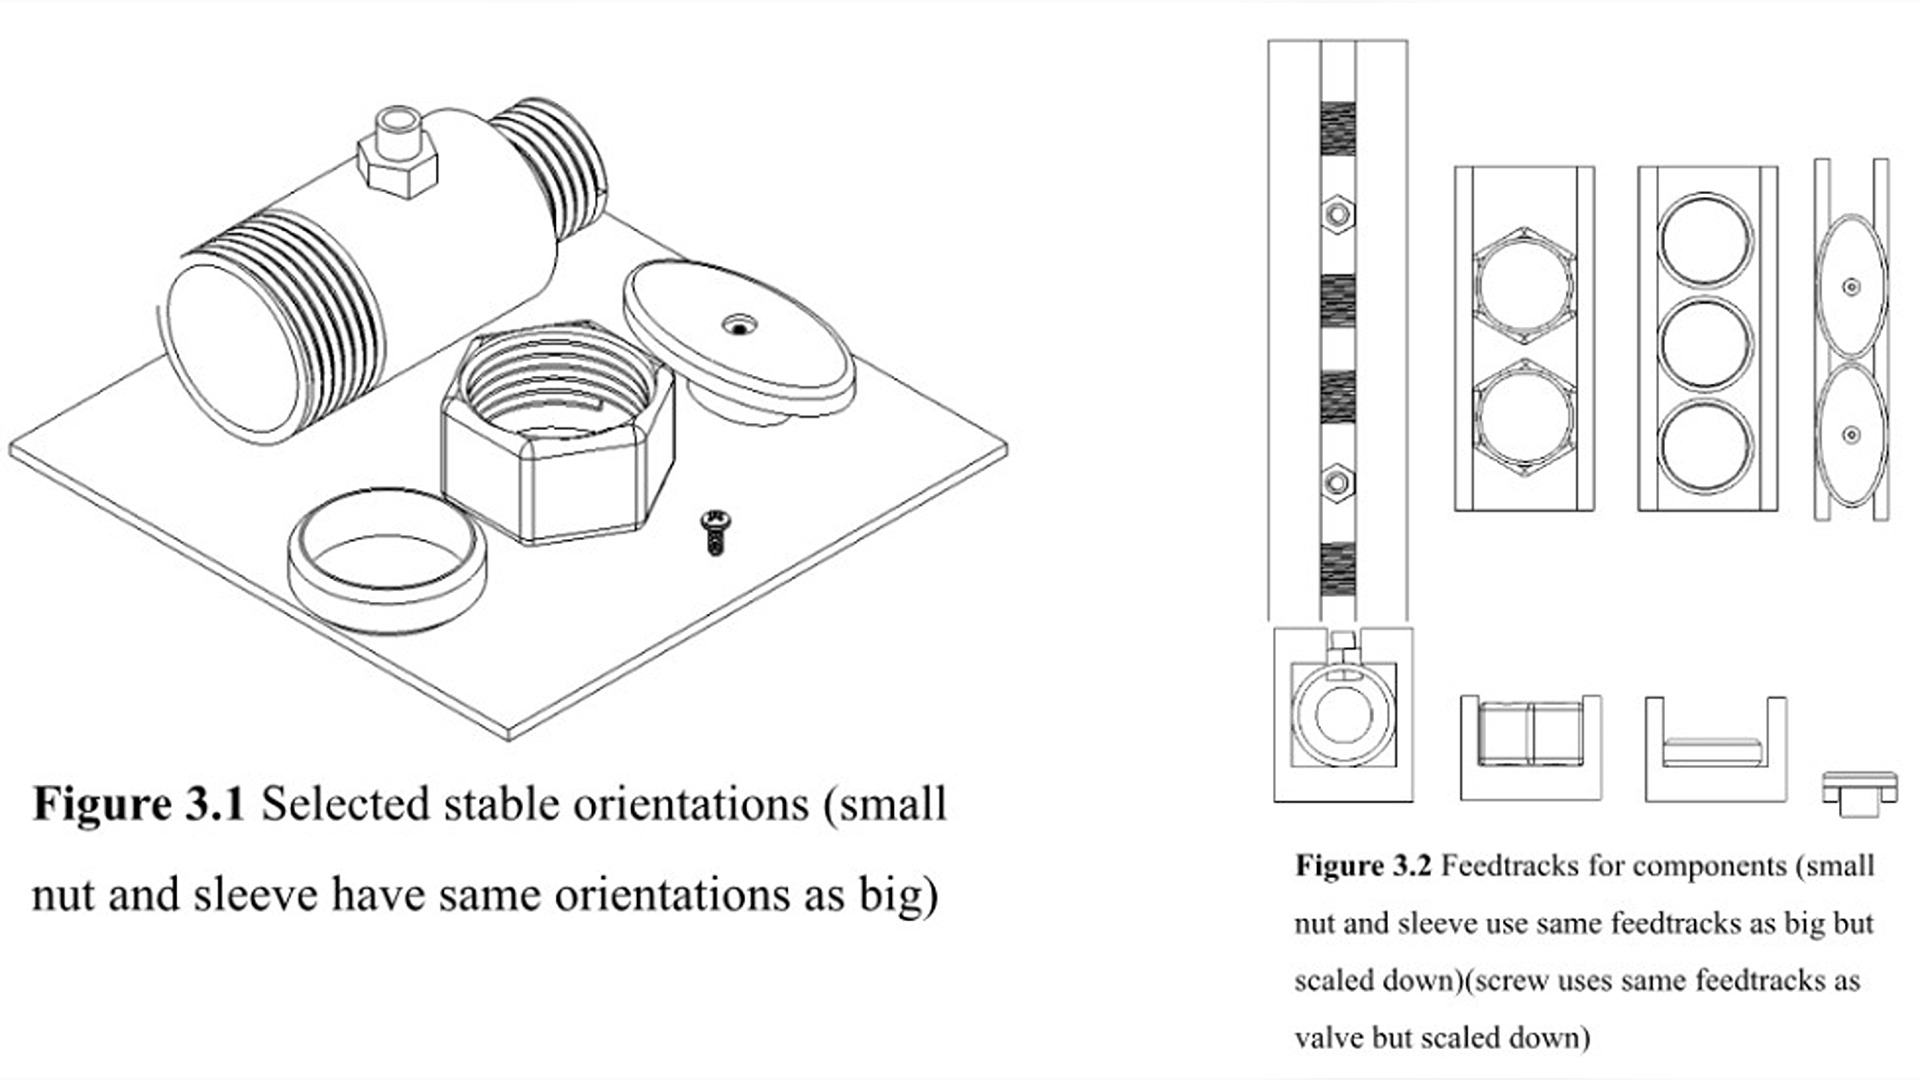 Figure 3.1 Selected stable orientations (small
nut and sleeve have same orientations as big)
Figure 3.2 Feedtracks for components (small
nut and sleeve use same feedtracks as big but
scaled down)(screw uses same feedtracks as
valve but scaled down)